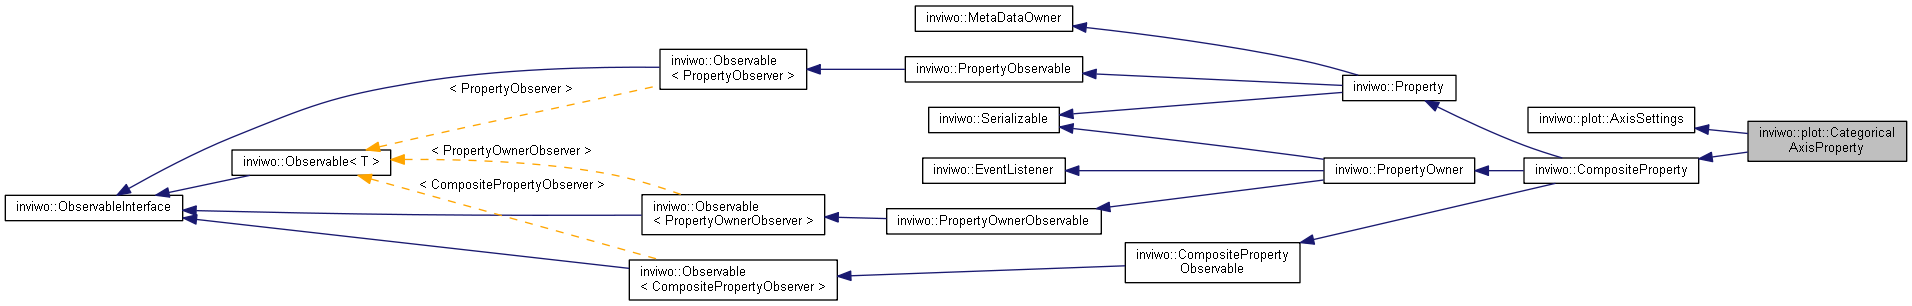 inviwo::MetaDataOwner
inviwo::Observable
< PropertyObserver >
inviwo::PropertyObservable
inviwo::Property
< PropertyObserver >
inviwo::Serializable
inviwo::plot::AxisSettings
inviwo::plot::Categorical
AxisProperty
inviwo::Observable< T >
< PropertyOwnerObserver >
inviwo::EventListener
inviwo::PropertyOwner
inviwo::CompositeProperty
< CompositePropertyObserver >
inviwo::ObservableInterface
inviwo::Observable
< PropertyOwnerObserver >
inviwo::PropertyOwnerObservable
inviwo::CompositeProperty
Observable
inviwo::Observable
< CompositePropertyObserver >